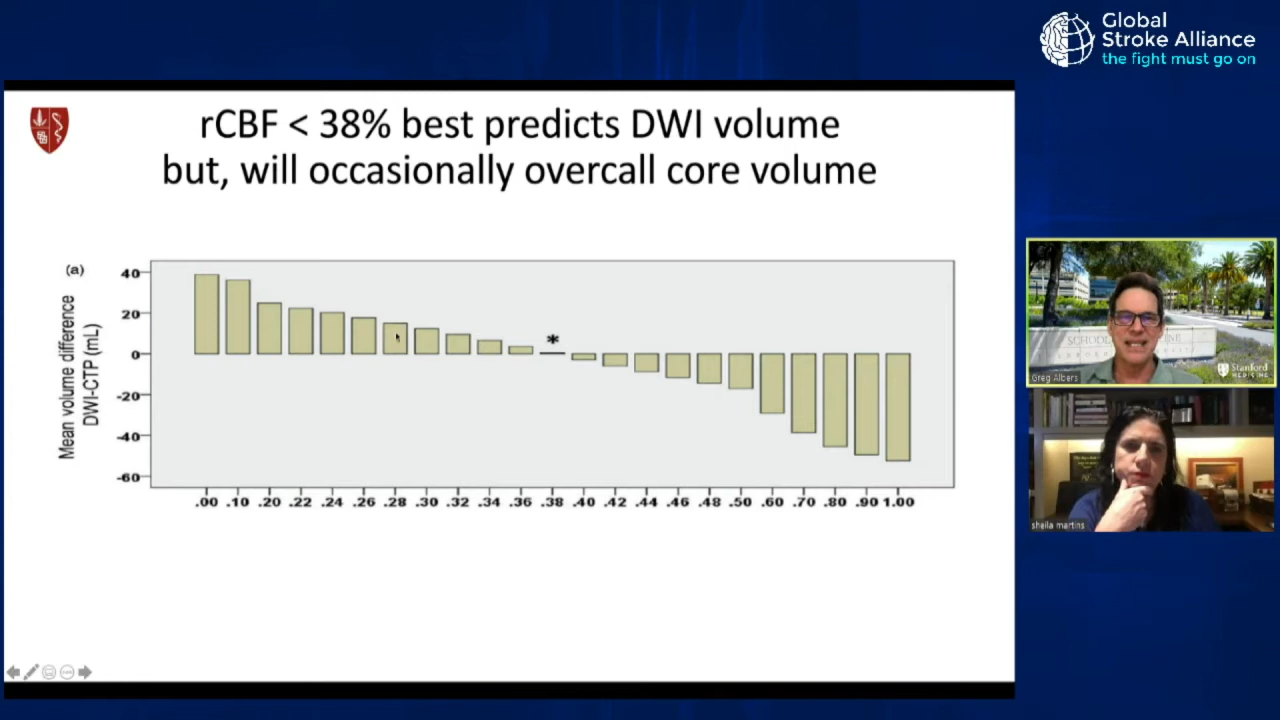 Global
Stroke Alliance
the fight must go on
rCBF < 38% best predicts DWI volume
but, will occasionally overcall core volume
(a)
Mean volume difference
DWI-CTP (mL)
40
20
0
-20
-40
-60
*
.00 .10 .20 .22 .24 .26 .28 .30 .32 .34 .36 .38 .40 .42 .44 .46 .48 .50 .60 .70 .80 .90 1.00
Stanford
MEDICINE
Greg Albers
sheila martins